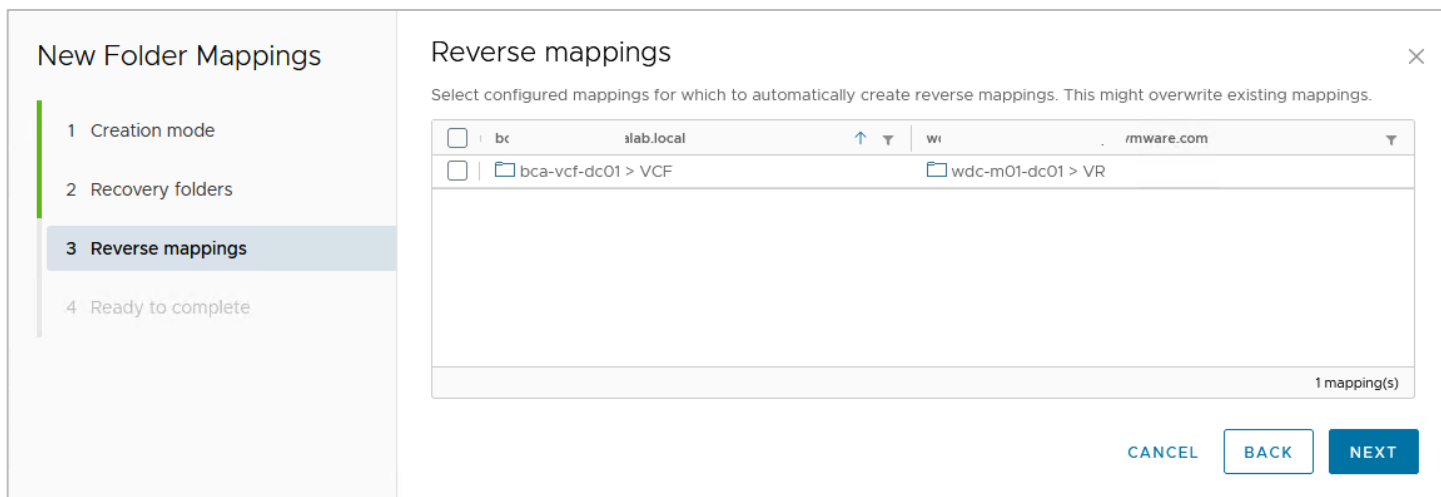 New Folder Mappings
1 Creation mode
2 Recovery folders
3 Reverse mappings
4 Ready to complete
Reverse mappings
Select configured mappings for which to automatically create reverse mappings. This might overwrite existing mappings.
alab.local vmware.com
bca-vcf-dc01 > VCF wdc-m01-dc01 > VR
1 mapping(s)
CANCEL BACK NEXT